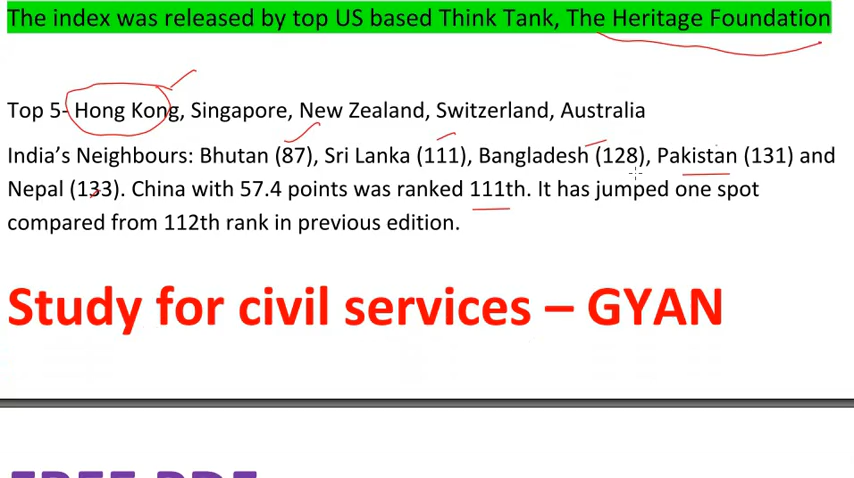 The index was released by top US based Think Tank, The Heritage Foundation
Top 5- Hong Kong, Singapore, New Zealand, Switzerland, Australia
India's Neighbours: Bhutan (87), Sri Lanka (111), Bangladesh (128), Pakistan (131) and
Nepal (133). China with 57.4 points was ranked 111th. It has jumped one spot
compared from 112th rank in previous edition.
Study for civil services – GYAN
FREE PDF